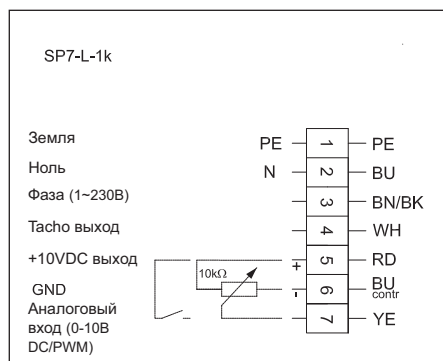 SP7-L-1k
Земля PE 1 PE
Ноль N 2 BU
Фаза (1~230В) 3 BN/BK
Tacho выход 4 WH
+10VDC выход + 5 RD
10kΩ
GND - 6 BU contr
Аналоговый
вход (0-10В 7 YE
DC/PWM)